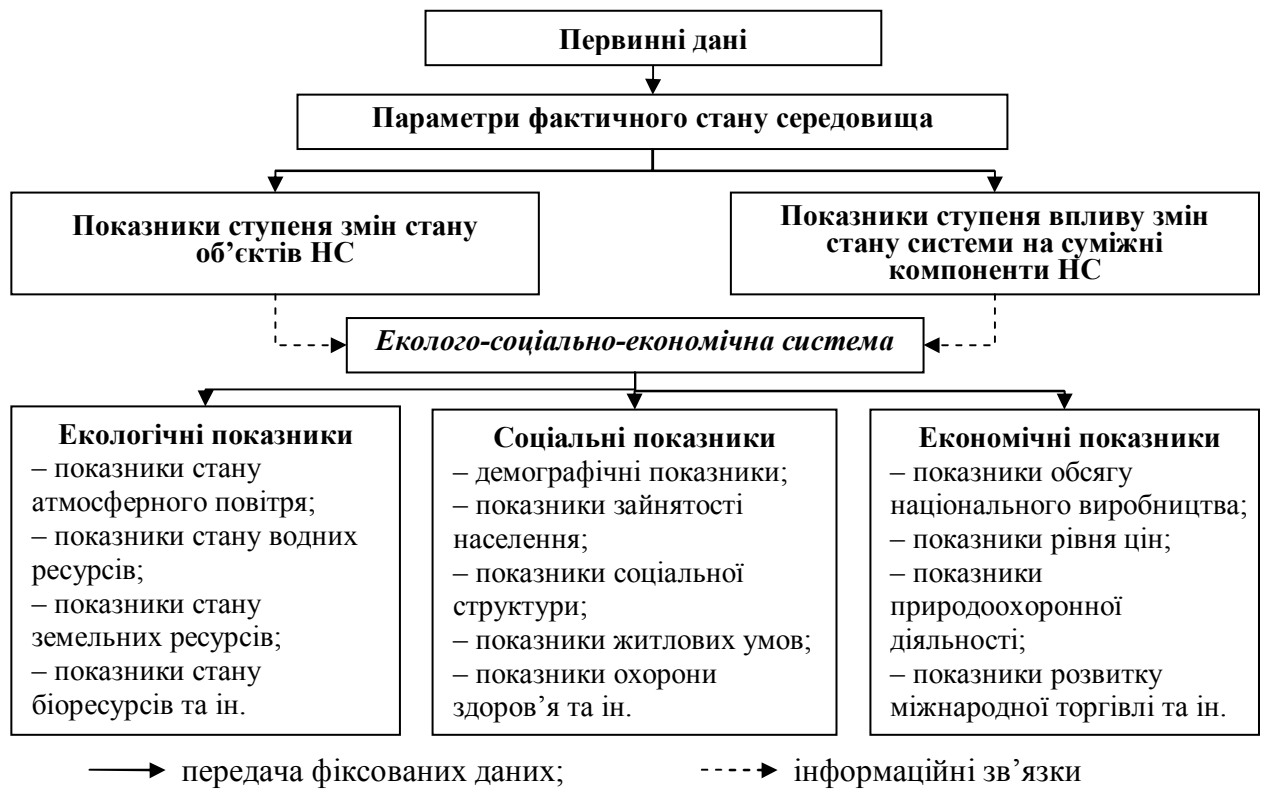 Первинні дані
Параметри фактичного стану середовища
Показники ступеня змін стану
об’єктів НС
Показники ступеня впливу змін
стану системи на суміжні
компоненти НС
Еколого-соціально-економічна система
Екологічні показники
– показники стану
атмосферного повітря;
– показники стану водних
ресурсів;
– показники стану
земельних ресурсів;
– показники стану
біоресурсів та ін.
Соціальні показники
– демографічні показники;
– показники зайнятості
населення;
– показники соціальної
структури;
– показники житлових умов;
– показники охорони
здоров’я та ін.
Економічні показники
– показники обсягу
національного виробництва;
– показники рівня цін;
– показники
природоохоронної
діяльності;
– показники розвитку
міжнародної торгівлі та ін.
передача фіксованих даних;
інформаційні зв’язки